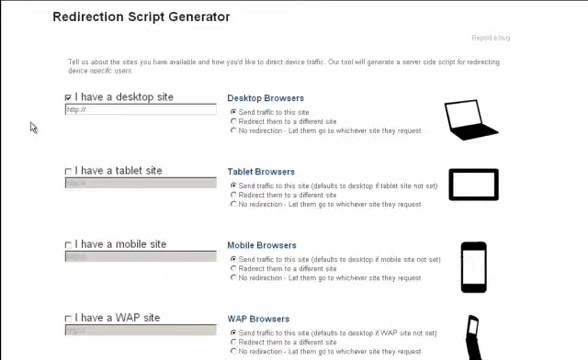 Redirection Script Generator
Report a bug
Tell us about the sites you have available and how you'd like to direct device traffic. Our tool will generate a server side script for redirecting
device specifc users.
I have a desktop site
http://
Desktop Browsers
Send traffic to this site
Redirect them to a different site
No redirection - Let them go to whichever site they request
I have a tablet site
Tablet Browsers
Send traffic to this site (defaults to desktop if tablet site not set)
Redirect them to a different site
No redirection - Let them go to whichever site they request
I have a mobile site
Mobile Browsers
Send traffic to this site (defaults to desktop if mobile site not set)
Redirect them to a different site
No redirection - Let them go to whichever site they request
I have a WAP site
WAP Browsers
Send traffic to this site (defaults to desktop if WAP site not set)
Redirect them to a different site
No redirection - Let them go to whichever site they request